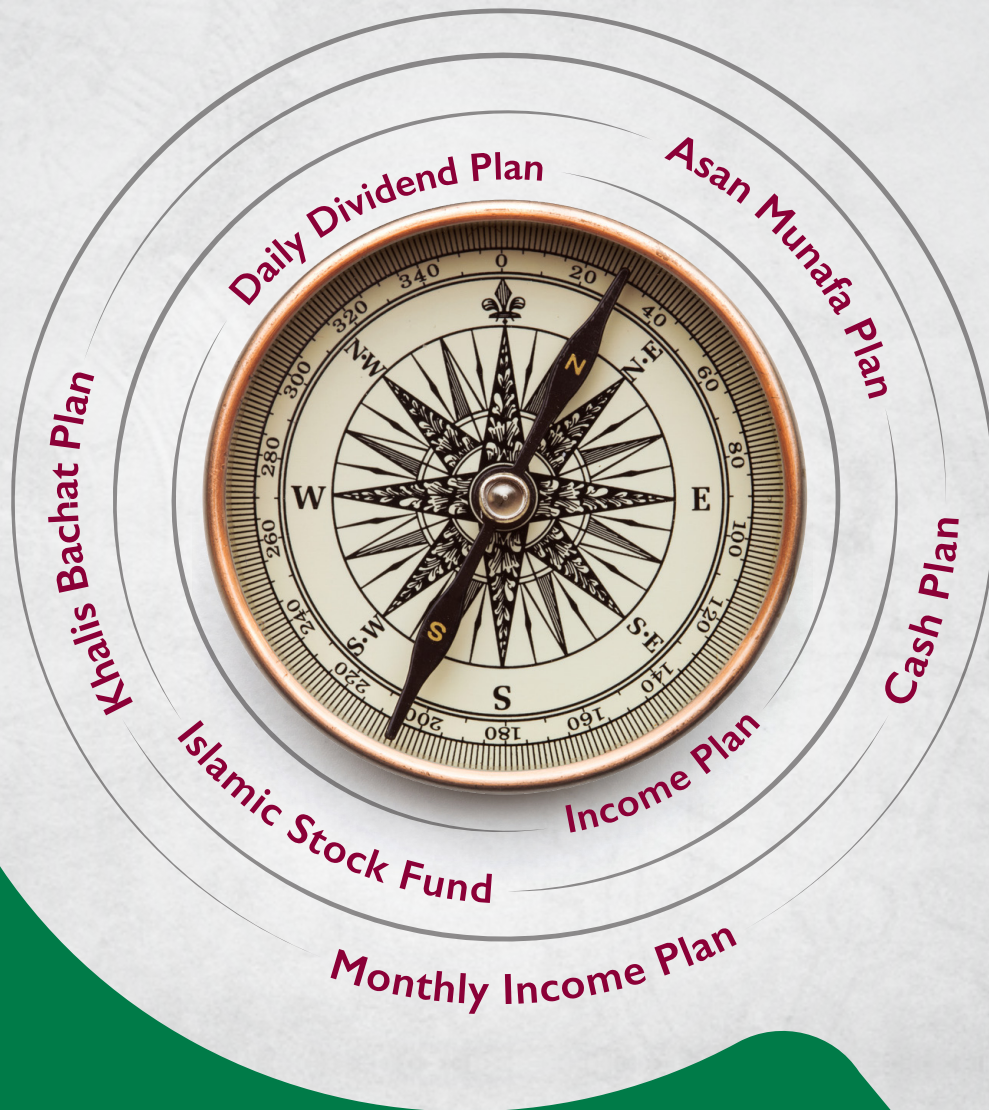 Daily Dividend Plan
Asan Munafa Plan
Khalis Bachat Plan
Cash Plan
Income Plan
Islamic Stock Fund
Monthly Income Plan
0
20
40
60
80
100
120
140
160
180
200
220
240
260
280
300
320
340
N·W
N·E
W
E
S·W
S·E
S
N
S